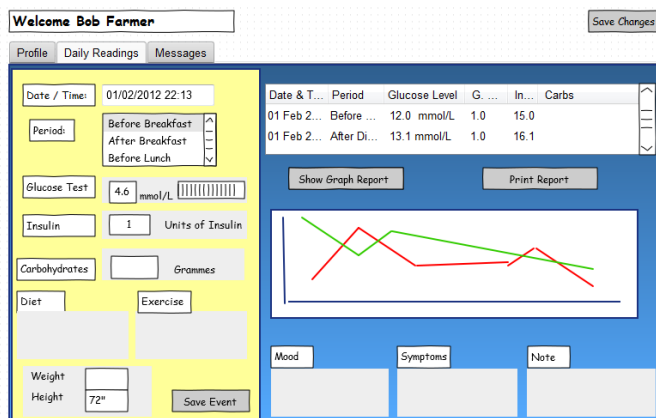 Welcome Bob Farmer
Save Changes
Profile Daily Readings Messages
Date / Time: 01/02/2012 22:13
Period:
Before Breakfast
After Breakfast
Before Lunch
Glucose Test 4.6 mmol/L
Insulin 1 Units of Insulin
Carbohydrates Grammes
Diet Exercise
Weight
Height 72"
Save Event
Date & T... Period Glucose Level G. ... In... Carbs
01 Feb 2... Before ... 12.0 mmol/L 1.0 15.0
01 Feb 2... After Di... 13.1 mmol/L 1.0 16.1
Show Graph Report Print Report
Mood Symptoms Note